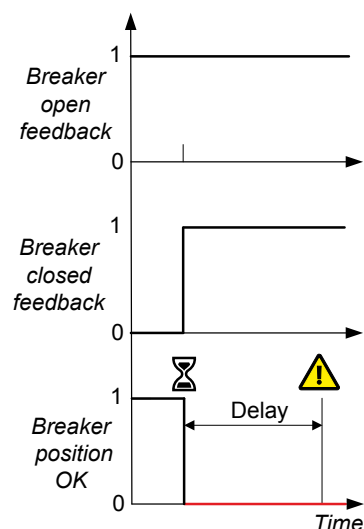 1
Breaker
open
feedback
0
1
Breaker
closed
feedback
0
1
Delay
Breaker
position
OK
0
Time